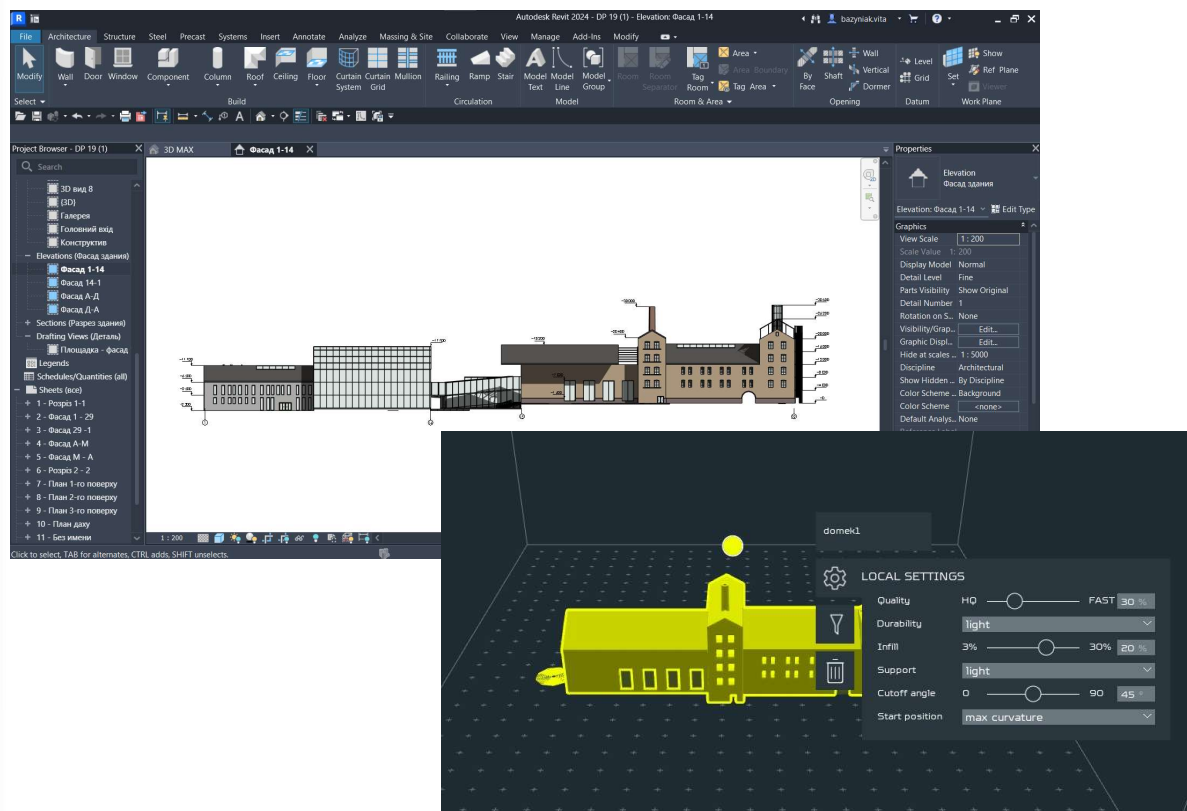 R
Autodesk Revit 2024 - DP 19 (1) - Elevation: Фасад 1-14
bazyniak.vita
File Architecture Structure Steel Precast Systems Insert Annotate Analyze Massing & Site Collaborate View Manage Add-Ins Modify
Modify Wall Door Window Component Column Roof Ceiling Floor Curtain System Curtain Grid Mullion Railing Ramp Stair Model Text Model Line Model Group Room Room Separator Tag Room
Area
Area Boundary
Tag Area
By Face Shaft
Wall
Vertical
Dormer
Level
Grid
Set
Show
Ref Plane
Viewer
Select Build Circulation Model Room & Area Opening Datum Work Plane
Project Browser - DP 19 (1)
3D MAX Фасад 1-14
Properties
Search
3D вид 8
(3D)
Галерея
Головний вхід
Конструктив
Elevations (Фасад здания)
Фасад 1-14
Фасад 14-1
Фасад А-Д
Фасад Д-А
Sections (Разрез здания)
Drafting Views (Деталь)
Площадка - фасад
Legends
Schedules/Quantities (all)
Sheets (все)
1 - Розріз 1-1
2 - Фасад 1 - 29
3 - Фасад 29 -1
4 - Фасад А-М
5 - Фасад М - А
6 - Розріз 2 - 2
7 - План 1-го поверху
8 - План 2-го поверху
9 - План 3-го поверху
10 - План даху
11 - Без имени
1 : 200
Click to select, TAB for alternates, CTRL adds, SHIFT unselects.
Elevation
Фасад здания
Elevation: Фасад 1-14 Edit Type
Graphics
View Scale 1 : 200
Scale Value 1: 200
Display Model Normal
Detail Level Fine
Parts Visibility Show Original
Detail Number 1
Rotation on S... None
Visibility/Grap... Edit...
Graphic Displ... Edit...
Hide at scales ... 1 : 5000
Discipline Architectural
Show Hidden ... By Discipline
Color Scheme ... Background
Color Scheme <none>
Default Analys... None
domek1
LOCAL SETTINGS
Quality HQ FAST 30 %
Durability light
Infill 3% 30% 20 %
Support light
Cutoff angle 0 90 45 °
Start position max curvature